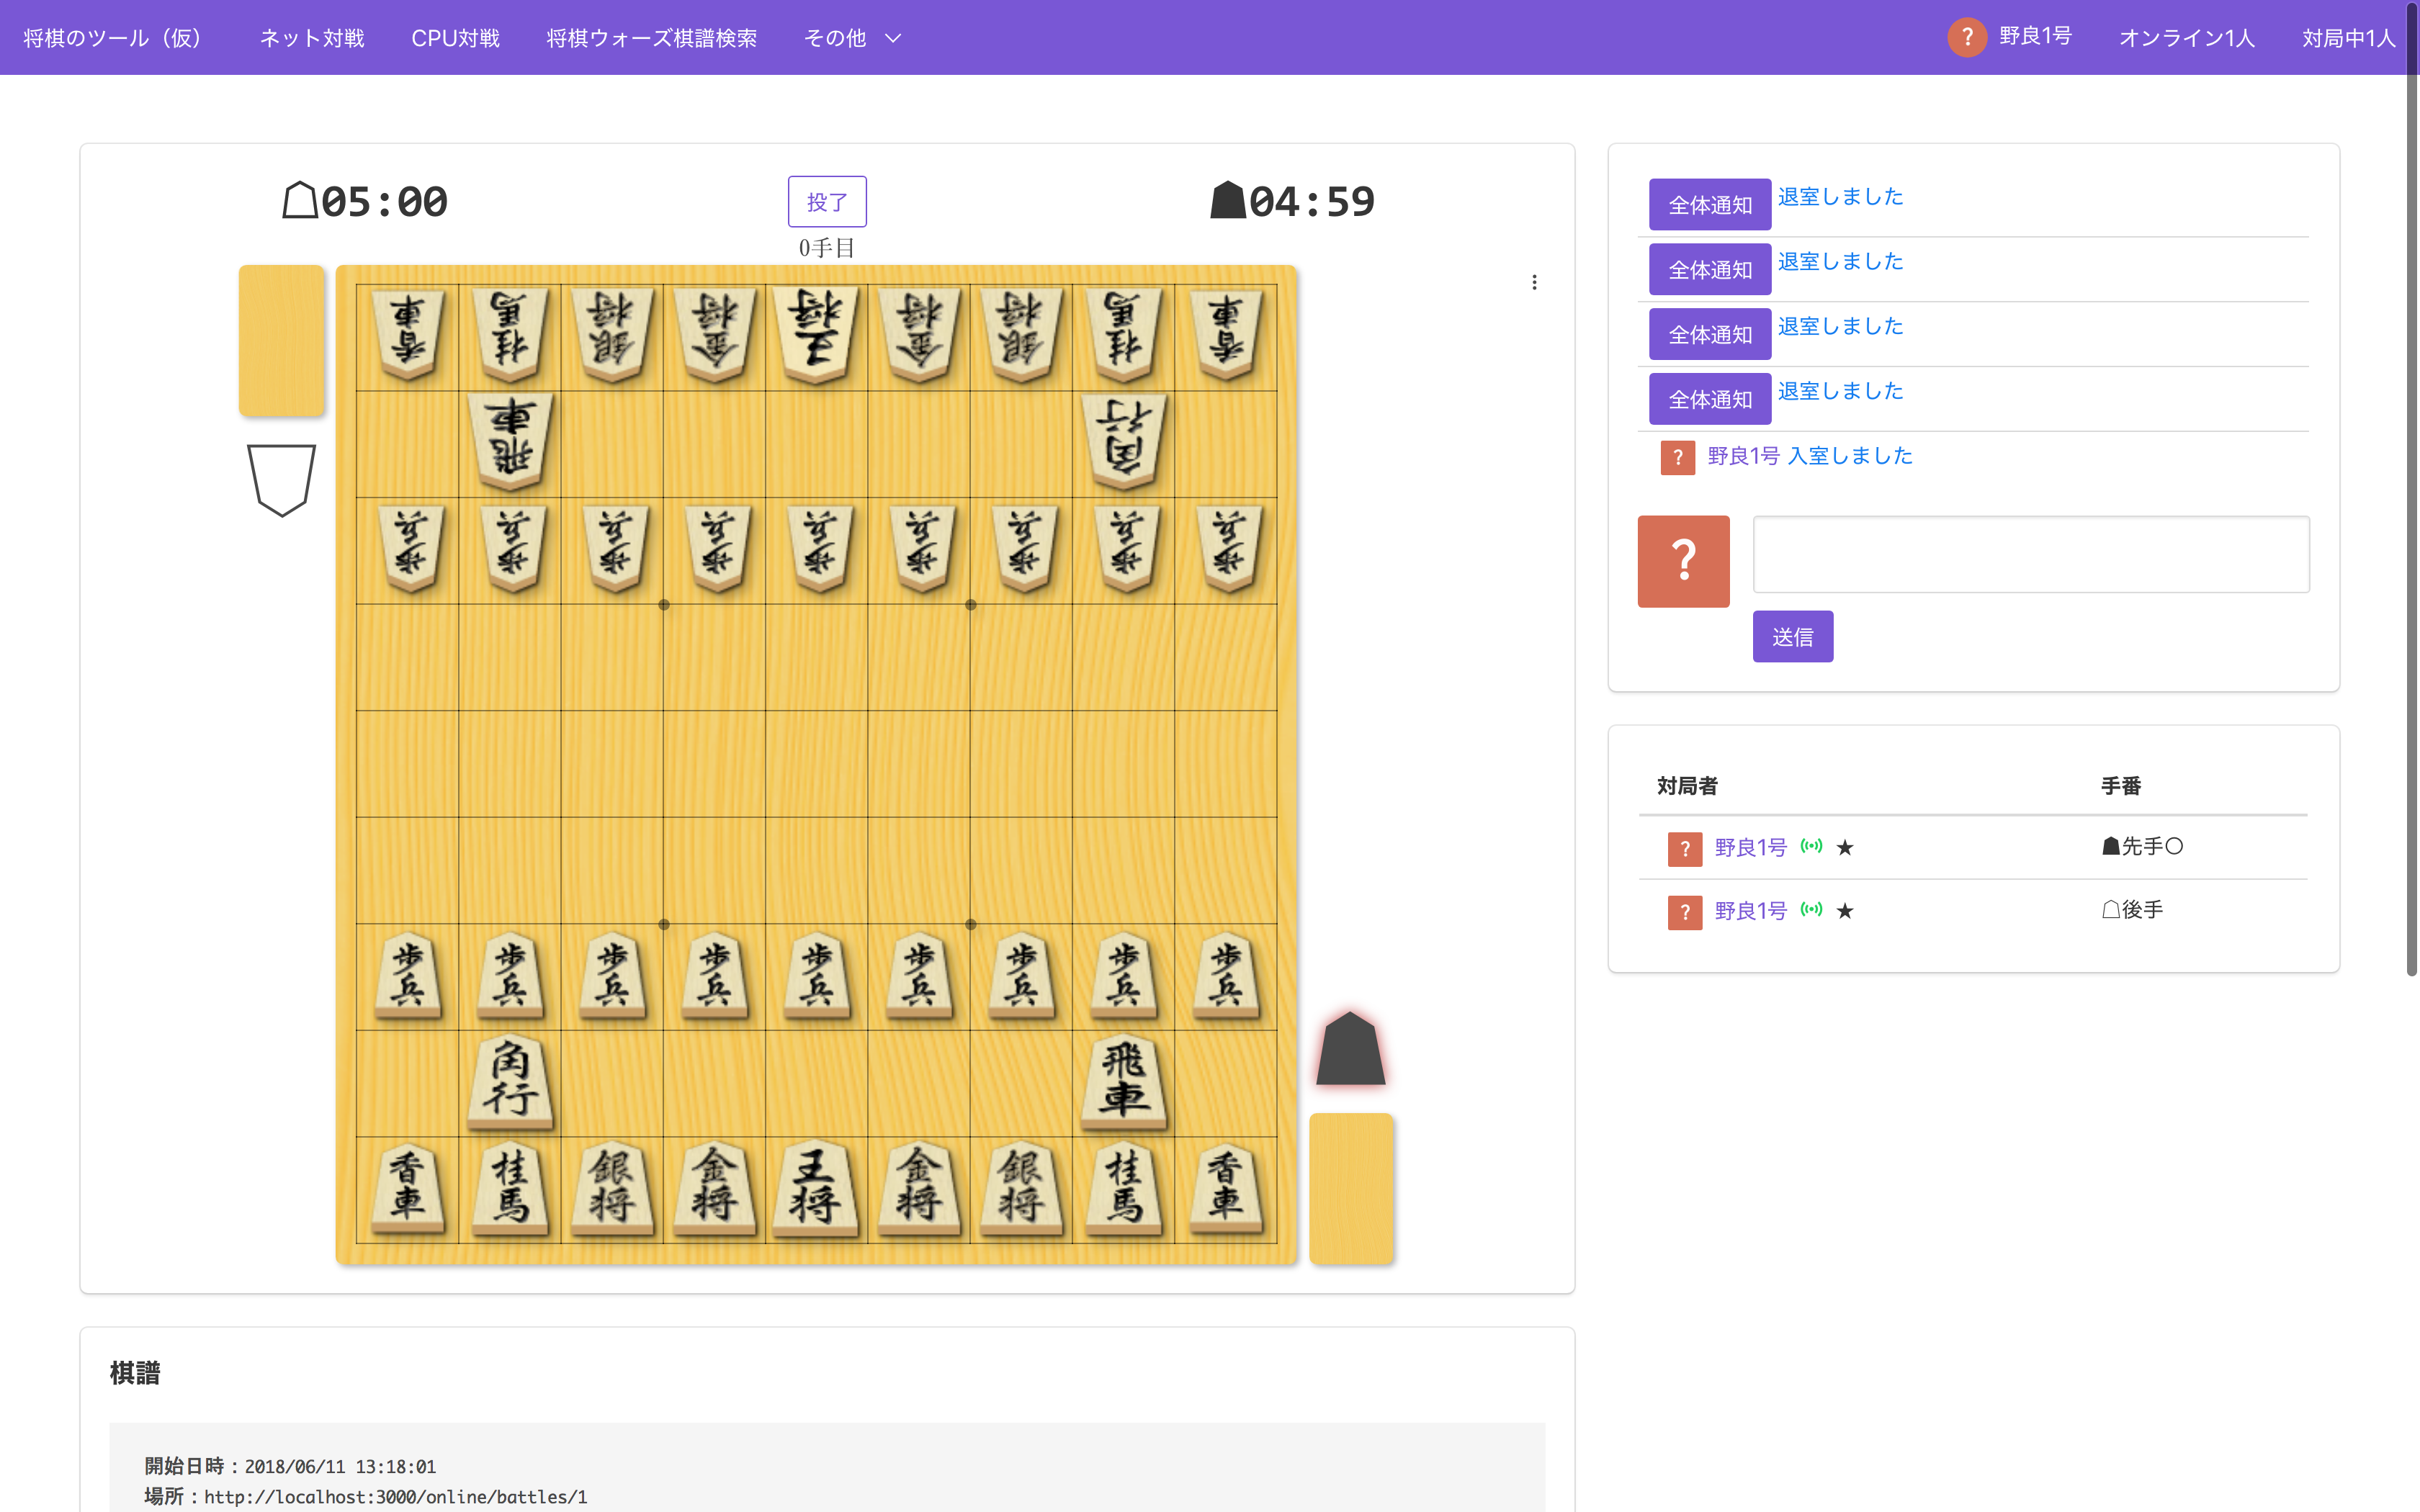 将棋のツール（仮） ネット対戦 CPU対戦 将棋ウォーズ棋譜検索 その他 ? 野良1号 オンライン1人 対局中1人
☖05:00 投了 ☗04:59
0手目
香車 桂馬 銀将 金将 王将 金将 銀将 桂馬 香車
飛車 角行
歩兵 歩兵 歩兵 歩兵 歩兵 歩兵 歩兵 歩兵 歩兵
歩兵 歩兵 歩兵 歩兵 歩兵 歩兵 歩兵 歩兵 歩兵
角行 飛車
香車 桂馬 銀将 金将 王将 金将 銀将 桂馬 香車
全体通知 退室しました
全体通知 退室しました
全体通知 退室しました
全体通知 退室しました
? 野良1号 入室しました
?
送信
対局者 手番
? 野良1号 ★ ☗先手○
? 野良1号 ★ ☖後手
棋譜
開始日時：2018/06/11 13:18:01
場所：http://localhost:3000/online/battles/1